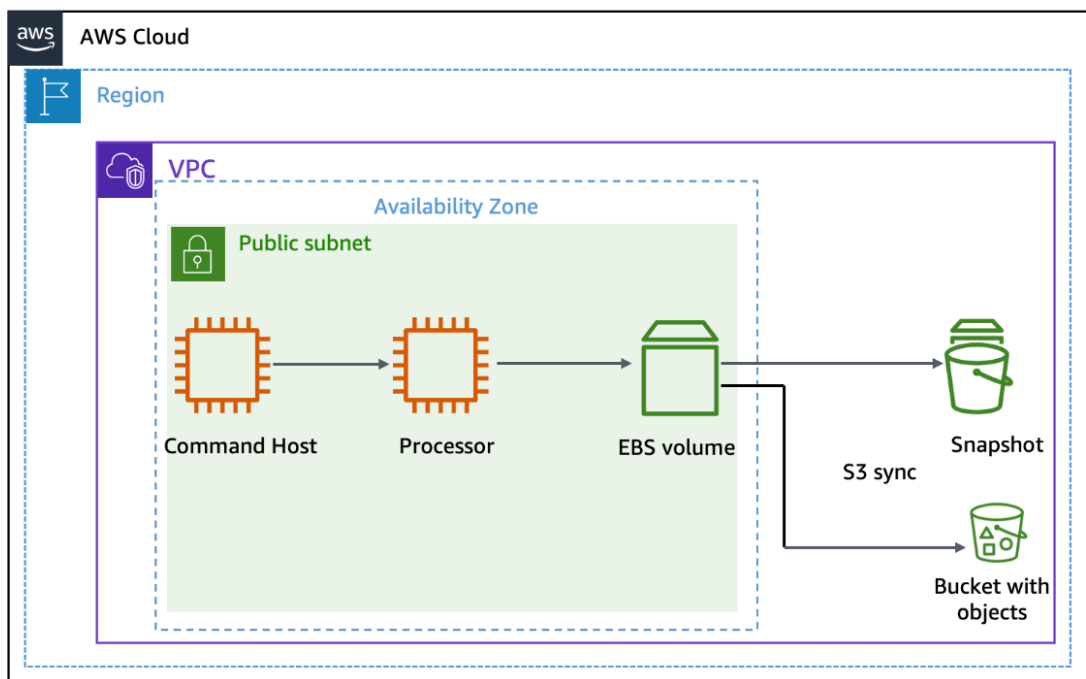 aws
AWS Cloud
Region
VPC
Availability Zone
Public subnet
Command Host
Processor
EBS volume
Snapshot
S3 sync
Bucket with
objects